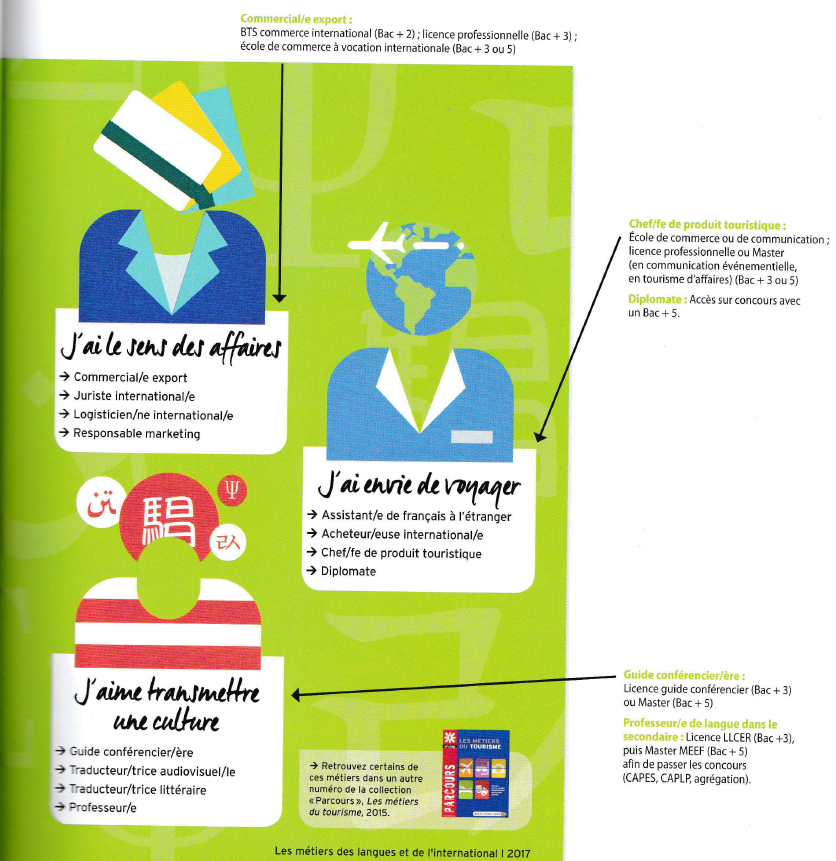 Commercial/e export :
BTS commerce international (Bac + 2) ; licence professionnelle (Bac + 3) ;
école de commerce à vocation internationale (Bac + 3 ou 5)
J'ai le sens des affaires
→ Commercial/e export
→ Juriste international/e
→ Logisticien/ne international/e
→ Responsable marketing
Chef/fe de produit touristique :
École de commerce ou de communication ;
licence professionnelle ou Master
(en communication événementielle,
en tourisme d'affaires) (Bac + 3 ou 5)
Diplomate : Accès sur concours avec
un Bac + 5.
J'ai envie de voyager
→ Assistant/e de français à l'étranger
→ Acheteur/euse international/e
→ Chef/fe de produit touristique
→ Diplomate
Ψ
J'aime transmettre
une culture
→ Guide conférencier/ère
→ Traducteur/trice audiovisuel/le
→ Traducteur/trice littéraire
→ Professeur/e
Guide conférencier/ère :
Licence guide conférencier (Bac + 3)
ou Master (Bac + 5)
Professeur/e de langue dans le
secondaire : Licence LLCER (Bac +3),
puis Master MEEF (Bac + 5)
afin de passer les concours
(CAPES, CAPLP, agrégation).
→ Retrouvez certains de
ces métiers dans un autre
numéro de la collection
« Parcours », Les métiers
du tourisme, 2015.
LES MÉTIERS
DU TOURISME
PARCOURS
Les métiers des langues et de l'international I 2017